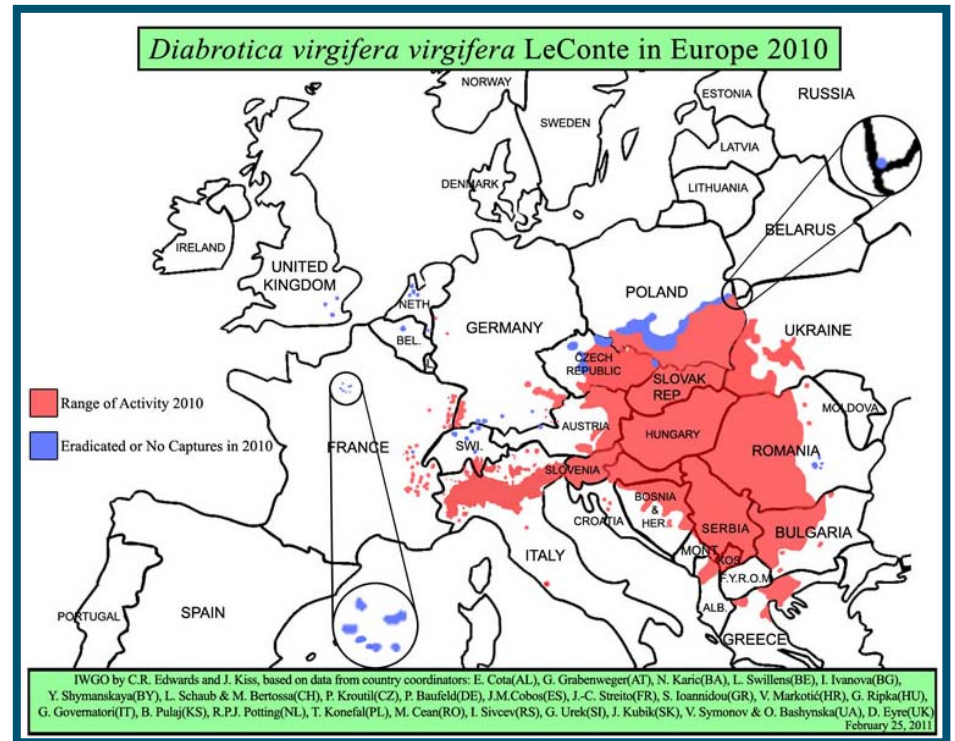 Diabrotica virgifera virgifera LeConte in Europe 2010
NORWAY
ESTONIA
RUSSIA
SWEDEN
LATVIA
DENMARK
LITHUANIA
BELARUS
IRELAND
UNITED
KINGDOM
NETH
POLAND
GERMANY
UKRAINE
BEL.
L
CZECH
REPUBLIC
SLOVAK
REP.
Range of Activity 2010
Eradicated or No Captures in 2010
MOLDOVA
AUSTRIA
HUNGARY
FRANCE
SWI.
ROMANIA
SLOVENIA
BOSNIA
&
HER.
CROATIA
SERBIA
BULGARIA
ITALY
MONT.
KOS.
F.Y.R.O.M
ALB.
PORTUGAL
SPAIN
GREECE
IWGO by C.R. Edwards and J. Kiss, based on data from country coordinators: E. Cota(AL), G. Grabenweger(AT), N. Karic(BA), L. Swillens(BE), I. Ivanova(BG),
Y. Shymanskaya(BY), L. Schaub & M. Bertossa(CH), P. Kroutil(CZ), P. Baufeld(DE), J.M.Cobos(ES), J.-C. Streito(FR), S. Ioannidou(GR), V. Markotić(HR), G. Ripka(HU),
G. Governatori(IT), B. Pulaj(KS), R.P.J. Potting(NL), T. Konefal(PL), M. Cean(RO), I. Sivcev(RS), G. Urek(SI), J. Kubik(SK), V. Symonov & O. Bashynska(UA), D. Eyre(UK)
February 25, 2011